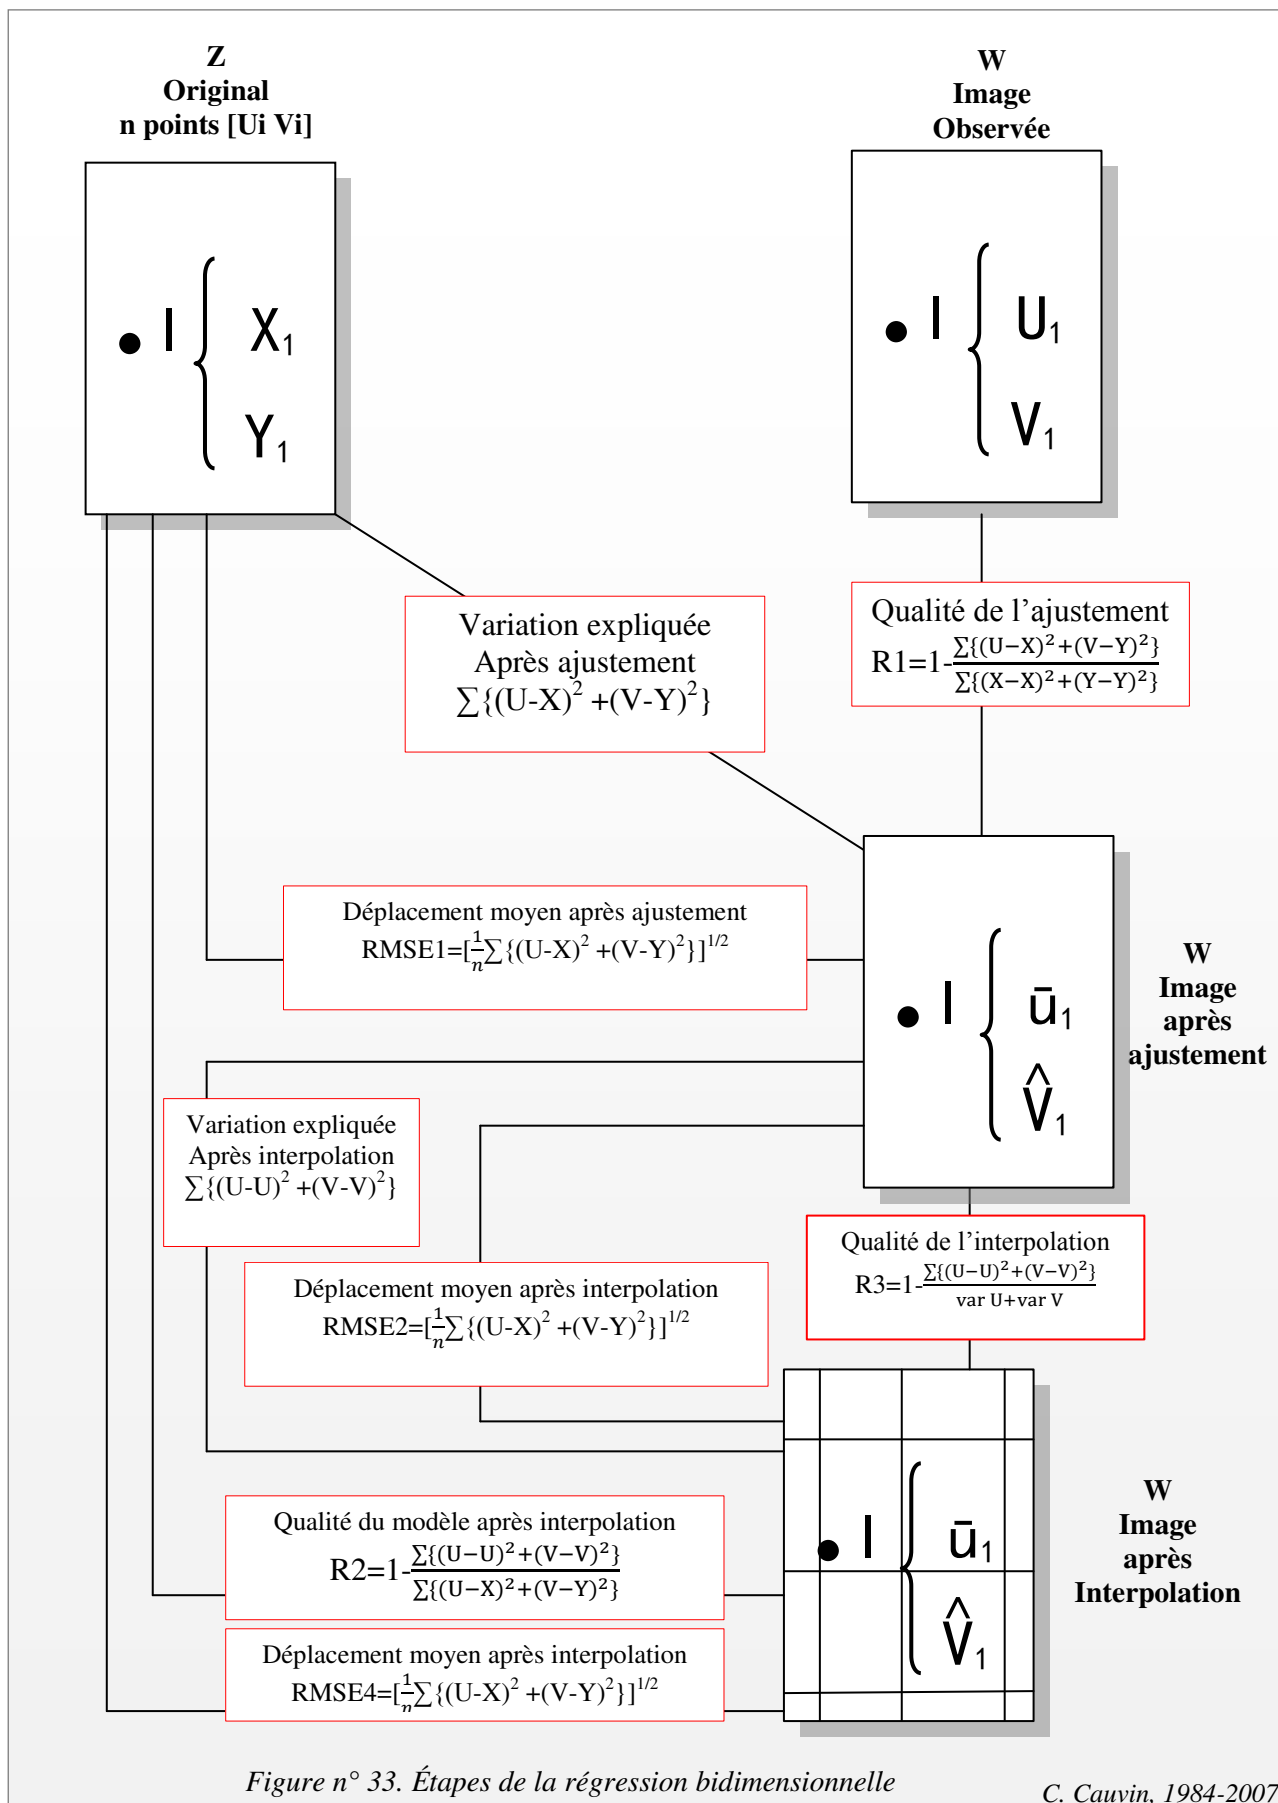 Z
Original
n points [Ui Vi]
W
Image
Observée
I { X₁
Y₁
I { U₁
V₁
Variation expliquée
Après ajustement
∑{(U-X)² +(V-Y)²}
Qualité de l’ajustement
R1=1-∑{(U−X)²+(V−Y)²}/∑{(X−X)²+(Y−Y)²}
Déplacement moyen après ajustement
RMSE1=[1/n∑{(U-X)² +(V-Y)²}]^1/2
I { ū₁
V̂₁
W
Image
après
ajustement
Variation expliquée
Après interpolation
∑{(U-U)² +(V-V)²}
Déplacement moyen après interpolation
RMSE2=[1/n∑{(U-X)² +(V-Y)²}]^1/2
Qualité de l’interpolation
R3=1-∑{(U−U)²+(V−V)²}/var U+var V
Qualité du modèle après interpolation
R2=1-∑{(U−U)²+(V−V)²}/∑{(U−X)²+(V−Y)²}
Déplacement moyen après interpolation
RMSE4=[1/n∑{(U-X)² +(V-Y)²}]^1/2
I { ū₁
V̂₁
W
Image
après
Interpolation
Figure n° 33. Étapes de la régression bidimensionnelle
C. Cauvin, 1984-2007